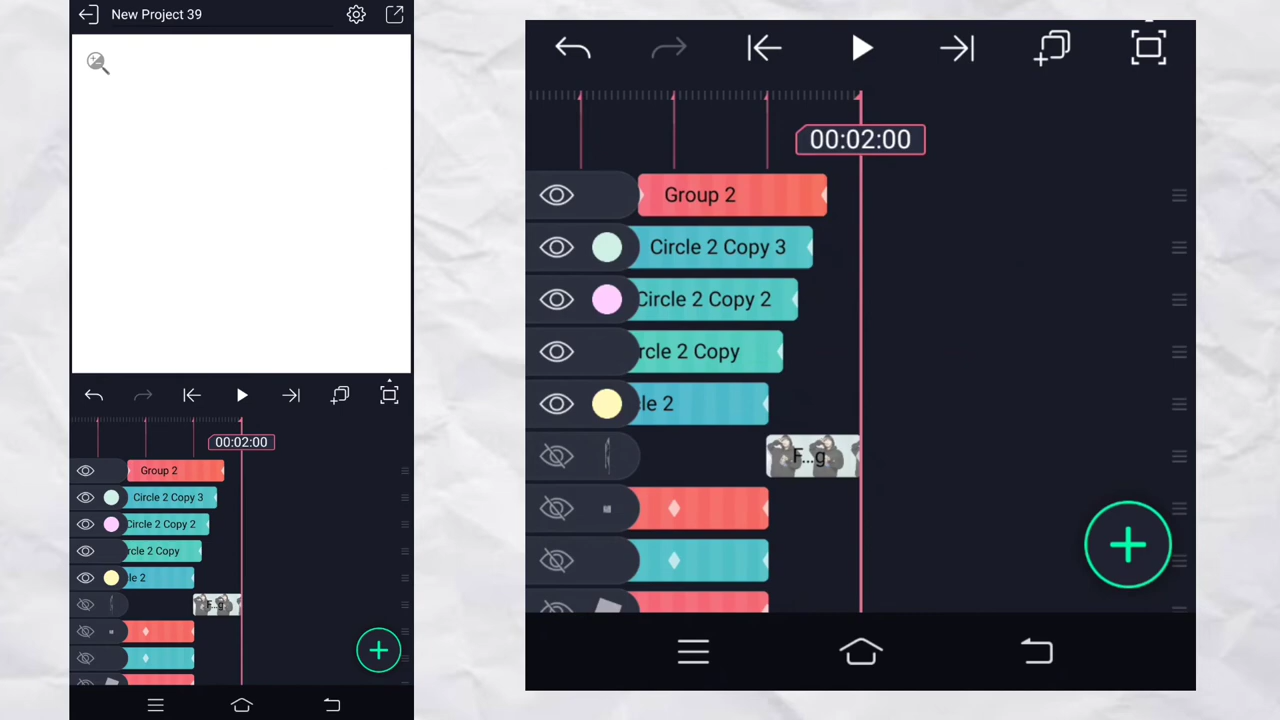 New Project 39
00:02:00
Group 2
Circle 2 Copy 3
Circle 2 Copy 2
rcle 2 Copy
le 2
F...g
00:02:00
Group 2
Circle 2 Copy 3
Circle 2 Copy 2
rcle 2 Copy
le 2
F...g